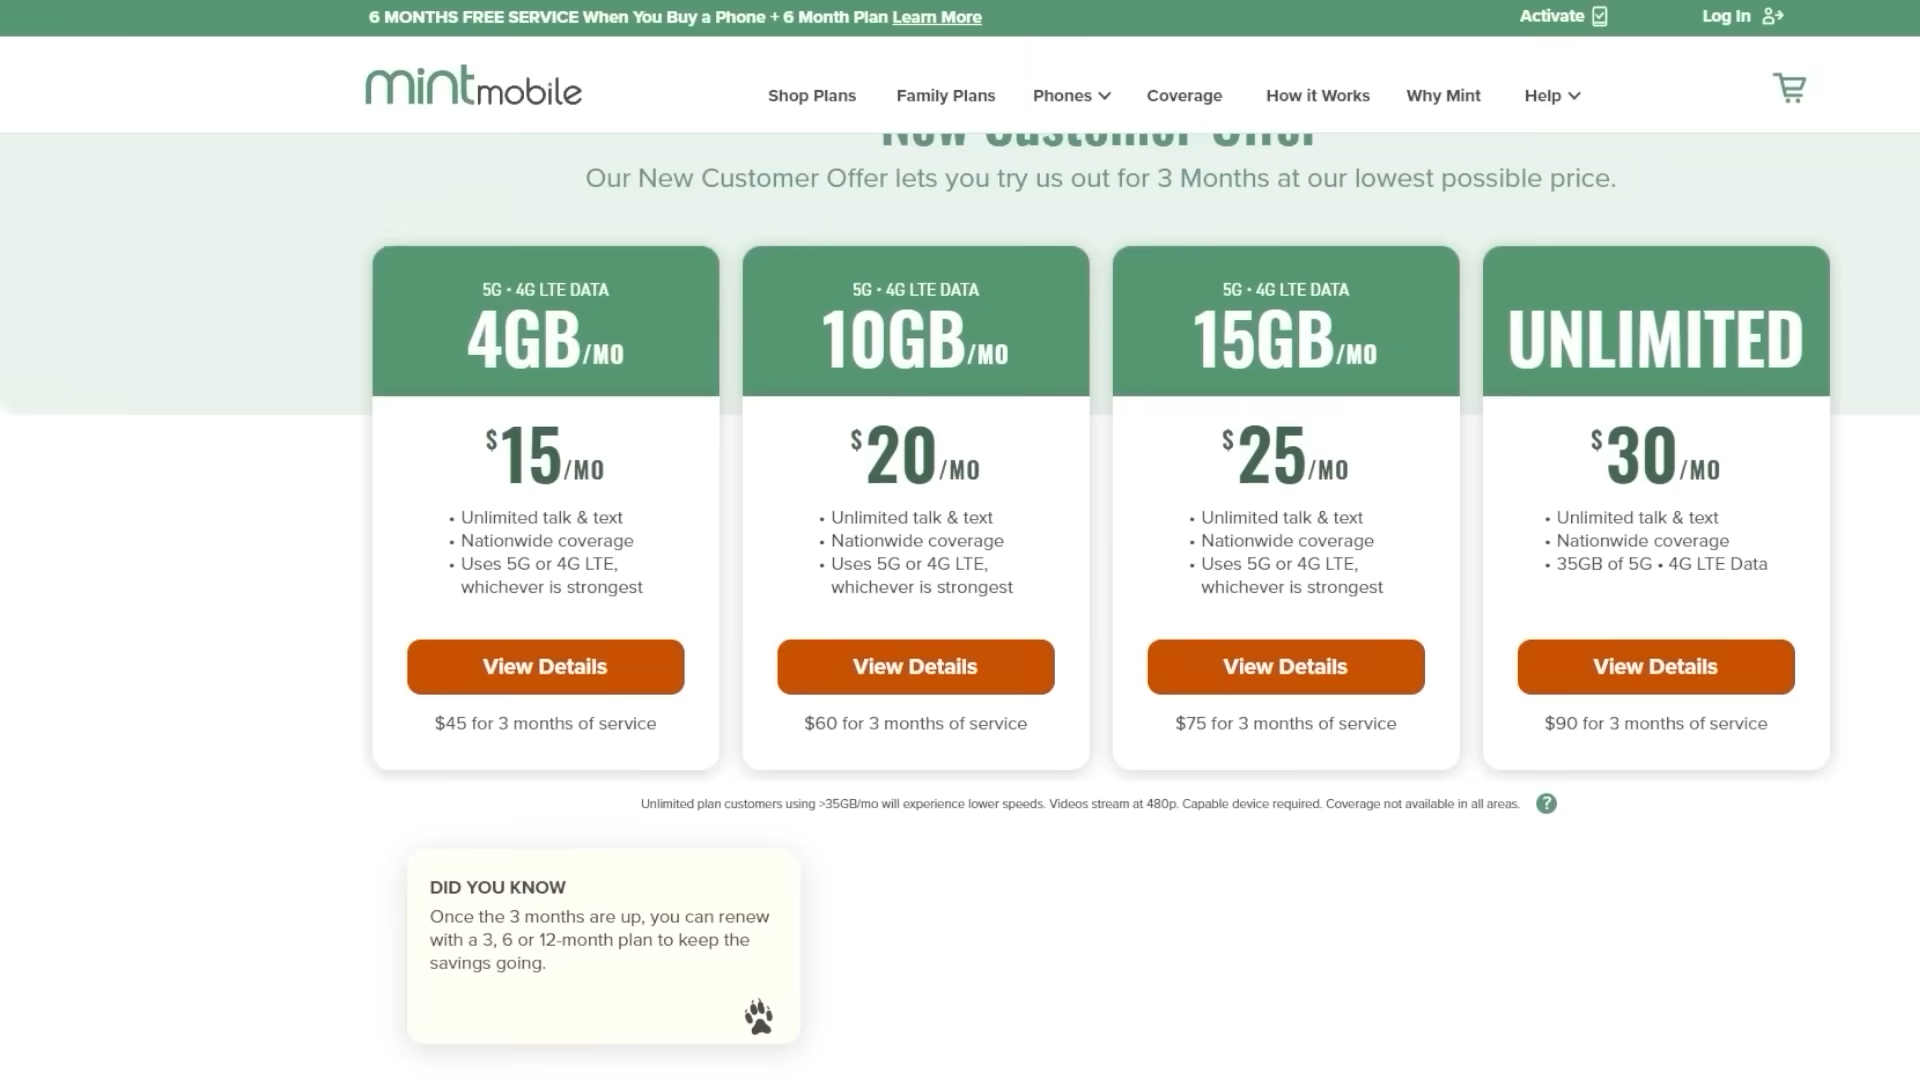 6 MONTHS FREE SERVICE When You Buy a Phone + 6 Month Plan Learn More
Activate
Log In
mintmobile
Shop Plans
Family Plans
Phones
Coverage
How it Works
Why Mint
Help
New Customer Offer
Our New Customer Offer lets you try us out for 3 Months at our lowest possible price.
5G • 4G LTE DATA
4GB/MO
$15/MO
• Unlimited talk & text
• Nationwide coverage
• Uses 5G or 4G LTE,
whichever is strongest
View Details
$45 for 3 months of service
5G • 4G LTE DATA
10GB/MO
$20/MO
• Unlimited talk & text
• Nationwide coverage
• Uses 5G or 4G LTE,
whichever is strongest
View Details
$60 for 3 months of service
5G • 4G LTE DATA
15GB/MO
$25/MO
• Unlimited talk & text
• Nationwide coverage
• Uses 5G or 4G LTE,
whichever is strongest
View Details
$75 for 3 months of service
UNLIMITED
$30/MO
• Unlimited talk & text
• Nationwide coverage
• 35GB of 5G • 4G LTE Data
View Details
$90 for 3 months of service
Unlimited plan customers using >35GB/mo will experience lower speeds. Videos stream at 480p. Capable device required. Coverage not available in all areas. ?
DID YOU KNOW
Once the 3 months are up, you can renew
with a 3, 6 or 12-month plan to keep the
savings going.